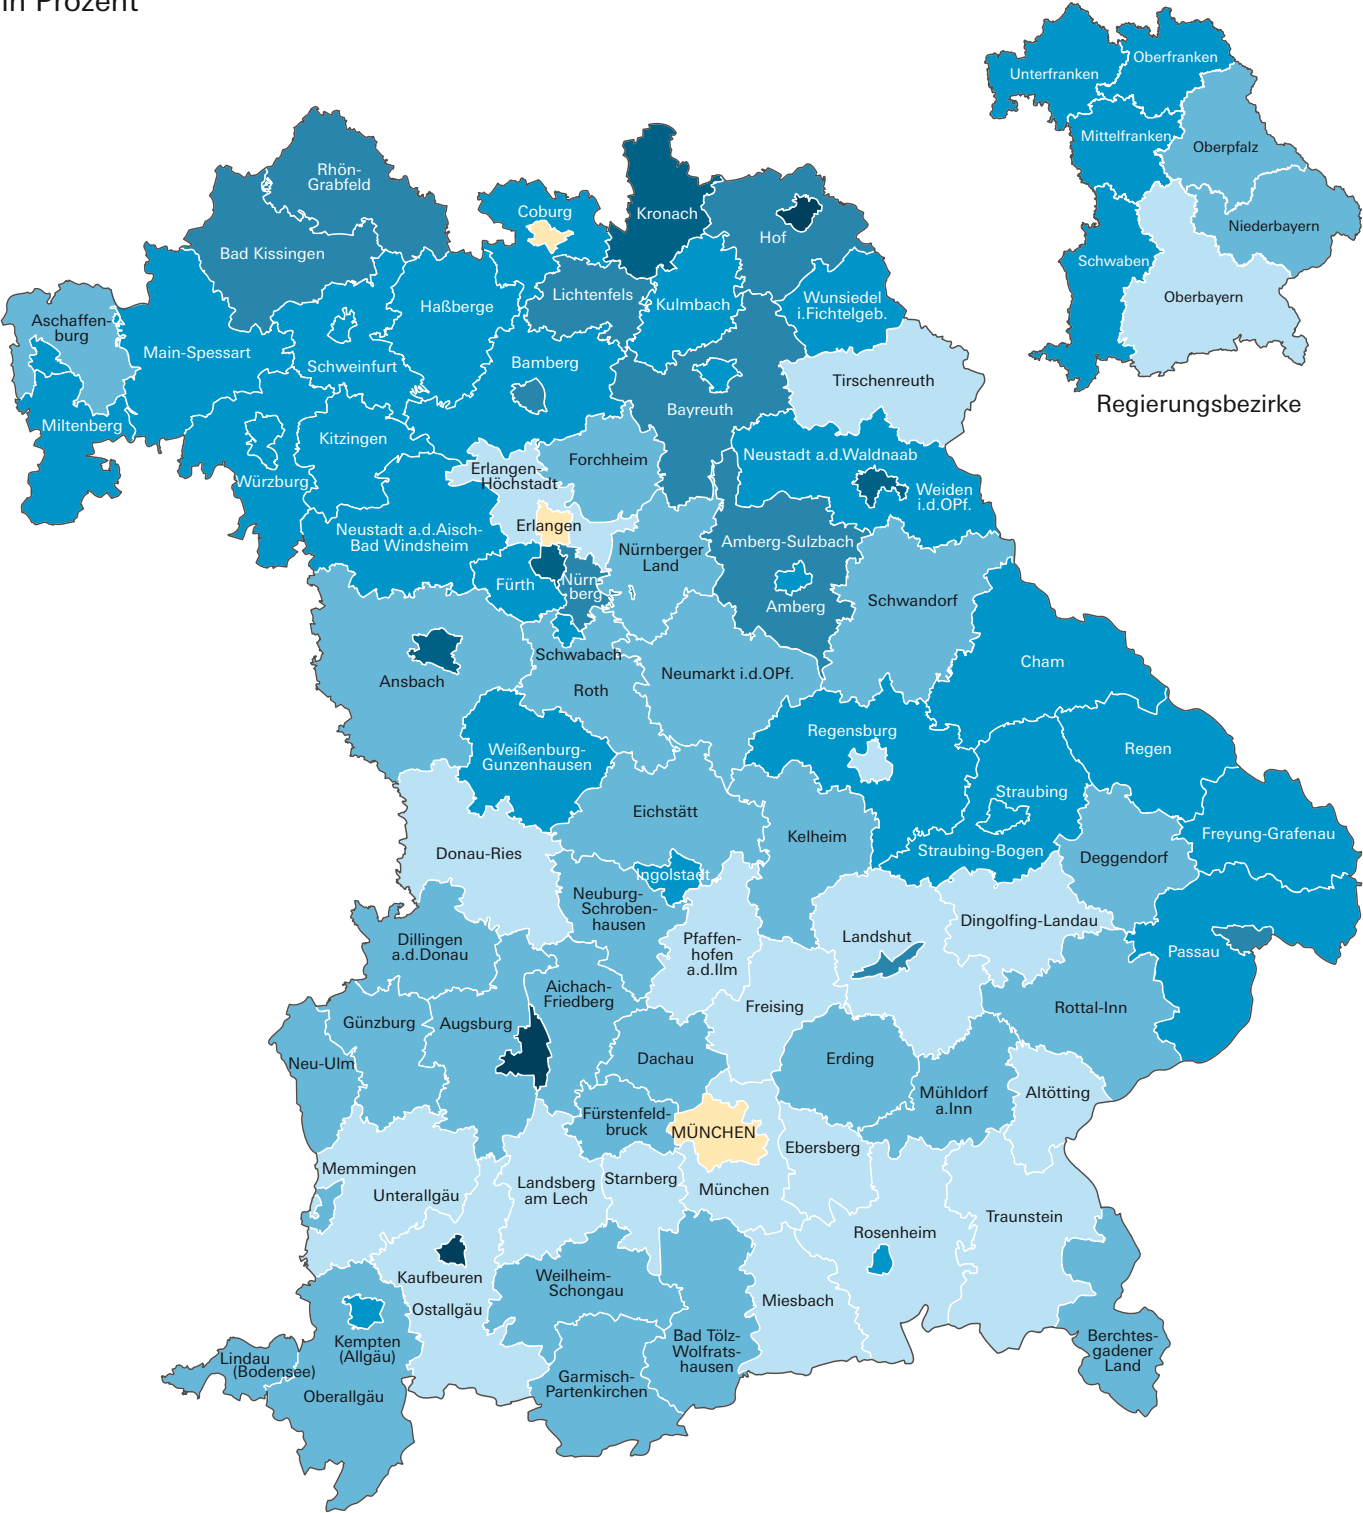 in Prozent
Unterfranken
Oberfranken
Mittelfranken
Oberpfalz
Niederbayern
Schwaben
Oberbayern
Regierungsbezirke
Rhön-
Grabfeld
Bad Kissingen
Coburg
Kronach
Hof
Lichtenfels
Haßberge
Kulmbach
Wunsiedel
i.Fichtelgeb.
Aschaffen-
burg
Main-Spessart
Schweinfurt
Bamberg
Bayreuth
Tirschenreuth
Miltenberg
Kitzingen
Würzburg
Erlangen-
Höchstadt
Forchheim
Neustadt a.d.Waldnaab
Weiden
i.d.OPf.
Neustadt a.d.Aisch-
Bad Windsheim
Erlangen
Nürnberger
Land
Amberg-Sulzbach
Fürth
Nürn-
berg
Amberg
Schwandorf
Schwabach
Ansbach
Roth
Neumarkt i.d.OPf.
Cham
Weißenburg-
Gunzenhausen
Regensburg
Regen
Straubing
Eichstätt
Kelheim
Straubing-Bogen
Freyung-Grafenau
Donau-Ries
Deggendorf
Ingolstadt
Neuburg-
Schroben-
hausen
Dillingen
a.d.Donau
Pfaffen-
hofen
a.d.Ilm
Landshut
Dingolfing-Landau
Passau
Aichach-
Friedberg
Freising
Rottal-Inn
Günzburg
Augsburg
Neu-Ulm
Dachau
Erding
Mühldorf
a.Inn
Altötting
Fürstenfeld-
bruck
MÜNCHEN
Ebersberg
Memmingen
Unterallgäu
Landsberg
am Lech
Starnberg
München
Traunstein
Rosenheim
Kaufbeuren
Ostallgäu
Weilheim-
Schongau
Miesbach
Kempten
(Allgäu)
Lindau
(Bodensee)
Oberallgäu
Garmisch-
Partenkirchen
Bad Tölz-
Wolfrats-
hausen
Berchtes-
gadener
Land